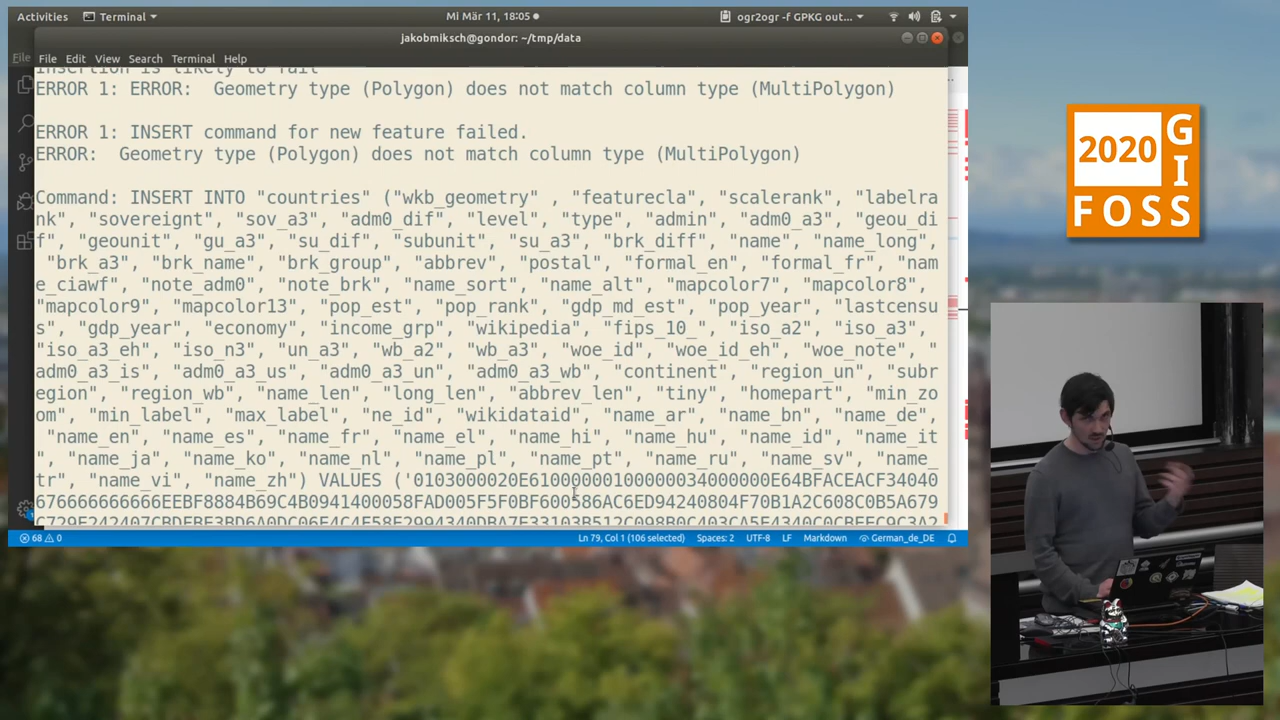 Activities Terminal Mi Mär 11, 18:05 ogr2ogr -f GPKG out...
jakobmiksch@gondor: ~/tmp/data
File File Edit View Search Terminal Help
Insertion is likely to fail
ERROR 1: ERROR:  Geometry type (Polygon) does not match column type (MultiPolygon)
ERROR 1: INSERT command for new feature failed.
ERROR:  Geometry type (Polygon) does not match column type (MultiPolygon)
Command: INSERT INTO "countries" ("wkb_geometry" , "featurecla", "scalerank", "labelra
nk", "sovereignt", "sov_a3", "adm0_dif", "level", "type", "admin", "adm0_a3", "geou_di
f", "geounit", "gu_a3", "su_dif", "subunit", "su_a3", "brk_diff", "name", "name_long",
"brk_a3", "brk_name", "brk_group", "abbrev", "postal", "formal_en", "formal_fr", "nam
e_ciawf", "note_adm0", "note_brk", "name_sort", "name_alt", "mapcolor7", "mapcolor8",
"mapcolor9", "mapcolor13", "pop_est", "pop_rank", "gdp_md_est", "pop_year", "lastcensu
s", "gdp_year", "economy", "income_grp", "wikipedia", "fips_10_", "iso_a2", "iso_a3",
"iso_a3_eh", "iso_n3", "un_a3", "wb_a2", "wb_a3", "woe_id", "woe_id_eh", "woe_note", "
adm0_a3_is", "adm0_a3_us", "adm0_a3_un", "adm0_a3_wb", "continent", "region_un", "subr
egion", "region_wb", "name_len", "long_len", "abbrev_len", "tiny", "homepart", "min_zo
om", "min_label", "max_label", "ne_id", "wikidataid", "name_ar", "name_bn", "name_de",
"name_en", "name_es", "name_fr", "name_el", "name_hi", "name_hu", "name_id", "name_it
", "name_ja", "name_ko", "name_nl", "name_pl", "name_pt", "name_ru", "name_sv", "name_
tr", "name_vi", "name_zh") VALUES
68 0 Ln 79, Col 1 (106 selected) Spaces: 2 UTF-8 LF Markdown German_de_DE
2020
GIS
FOSS